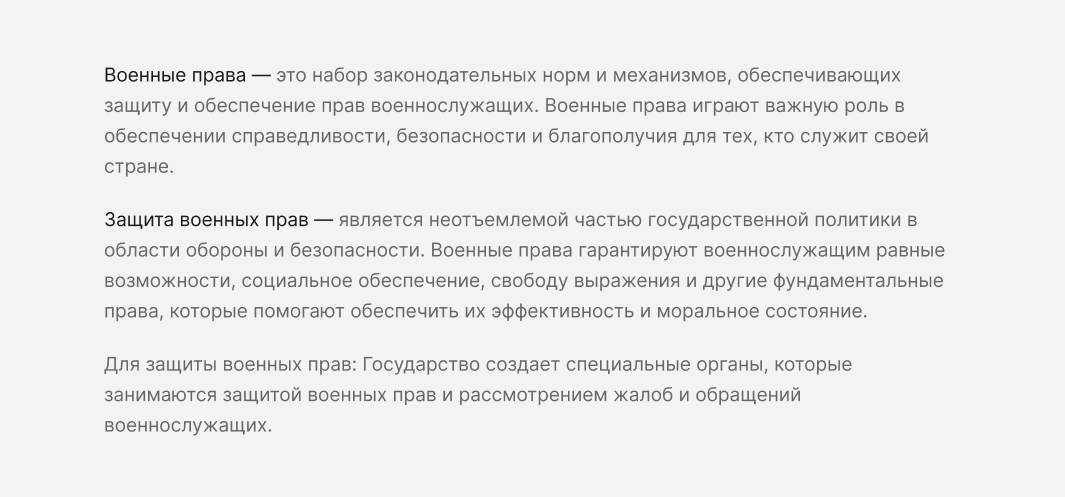 Военные права — это набор законодательных норм и механизмов, обеспечивающих
защиту и обеспечение прав военнослужащих. Военные права играют важную роль в
обеспечении справедливости, безопасности и благополучия для тех, кто служит своей
стране.
Защита военных прав — является неотъемлемой частью государственной политики в
области обороны и безопасности. Военные права гарантируют военнослужащим равные
возможности, социальное обеспечение, свободу выражения и другие фундаментальные
права, которые помогают обеспечить их эффективность и моральное состояние.
Для защиты военных прав: Государство создает специальные органы, которые
занимаются защитой военных прав и рассмотрением жалоб и обращений
военнослужащих.